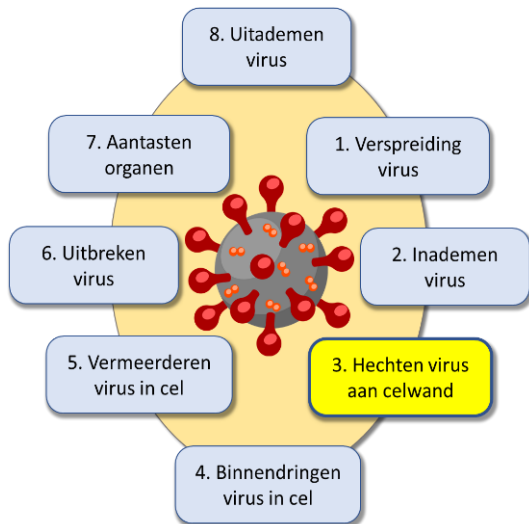 8. Uitademen
virus
1. Verspreiding
virus
2. Inademen
virus
3. Hechten virus
aan celwand
4. Binnendringen
virus in cel
5. Vermeerderen
virus in cel
6. Uitbreken
virus
7. Aantasten
organen